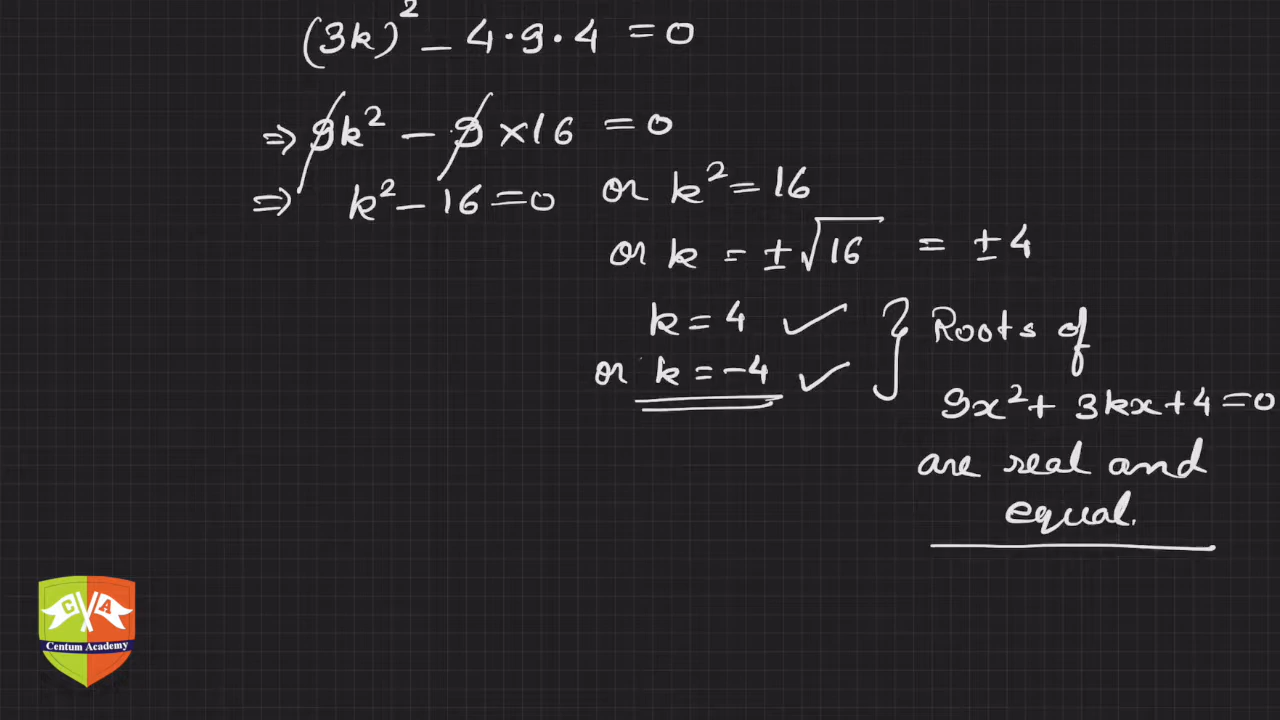 (3k)² – 4·9·4 = 0
⇒ 9k² – 9 × 16 = 0
⇒ k² – 16 = 0 or k² = 16
or k = ±√16 = ±4
k = 4 ✓ } Roots of
or k = –4 ✓
9x² + 3kx + 4 = 0
are real and
equal.
C A
Centum Academy